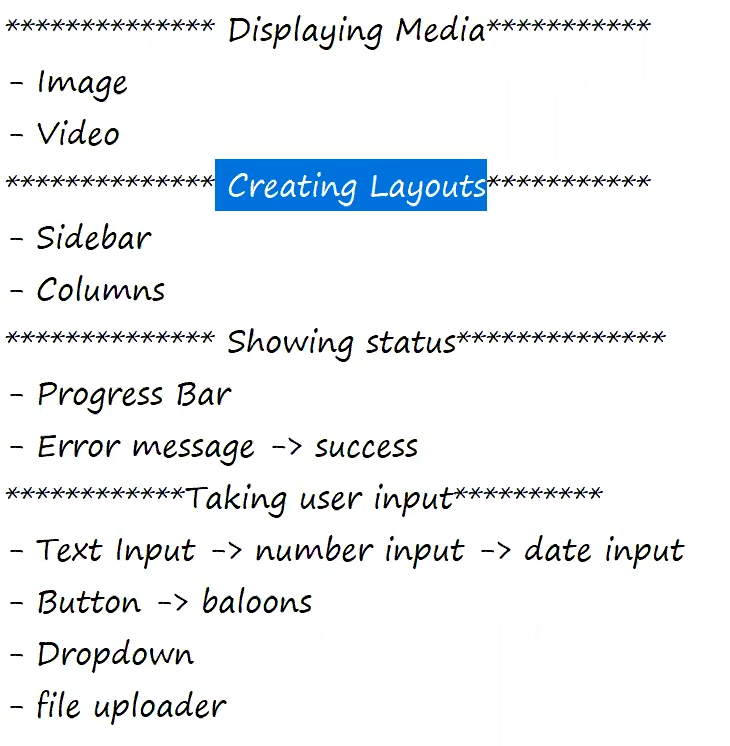 ************** Displaying Media***********
- Image
- Video
************** Creating Layouts***********
- Sidebar
- Columns
************** Showing status**************
- Progress Bar
- Error message -> success
************Taking user input**********
- Text Input -> number input -> date input
- Button -> baloons
- Dropdown
- file uploader